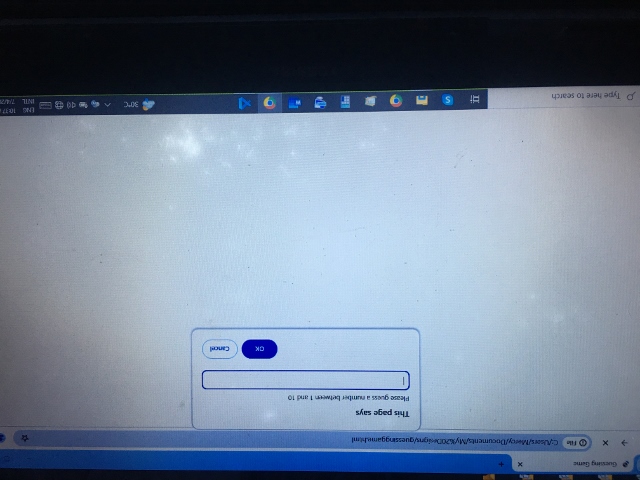 Guessing Game
File
C:/Users/Mercy/Documents/My%20Designs/guessinggame.html
This page says
Please guess a number between 1 and 10
OK
Cancel
Type here to search
30°C
ENG
INTL